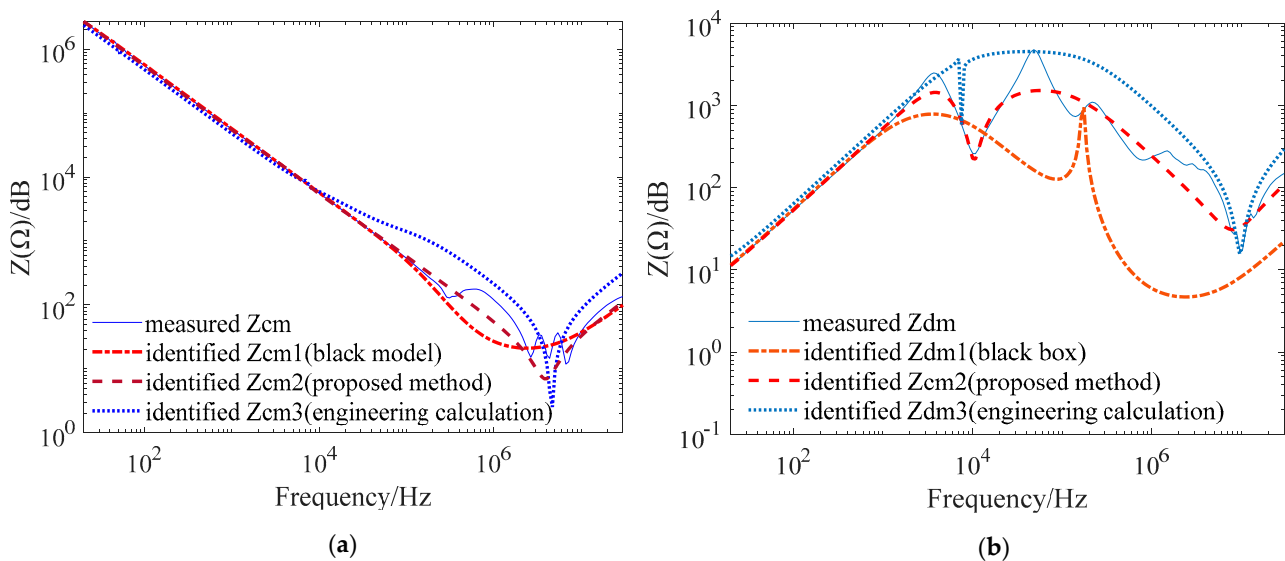 10^6
10^4
10^2
10^0
Z(Ω)/dB
measured Zcm
identified Zcm1(black model)
identified Zcm2(proposed method)
identified Zcm3(engineering calculation)
10^2
10^4
10^6
Frequency/Hz
(a)
10^4
10^3
10^2
10^1
10^0
10^-1
Z(Ω)/dB
measured Zdm
identified Zdm1(black box)
identified Zcm2(proposed method)
identified Zdm3(engineering calculation)
10^2
10^4
10^6
Frequency/Hz
(b)